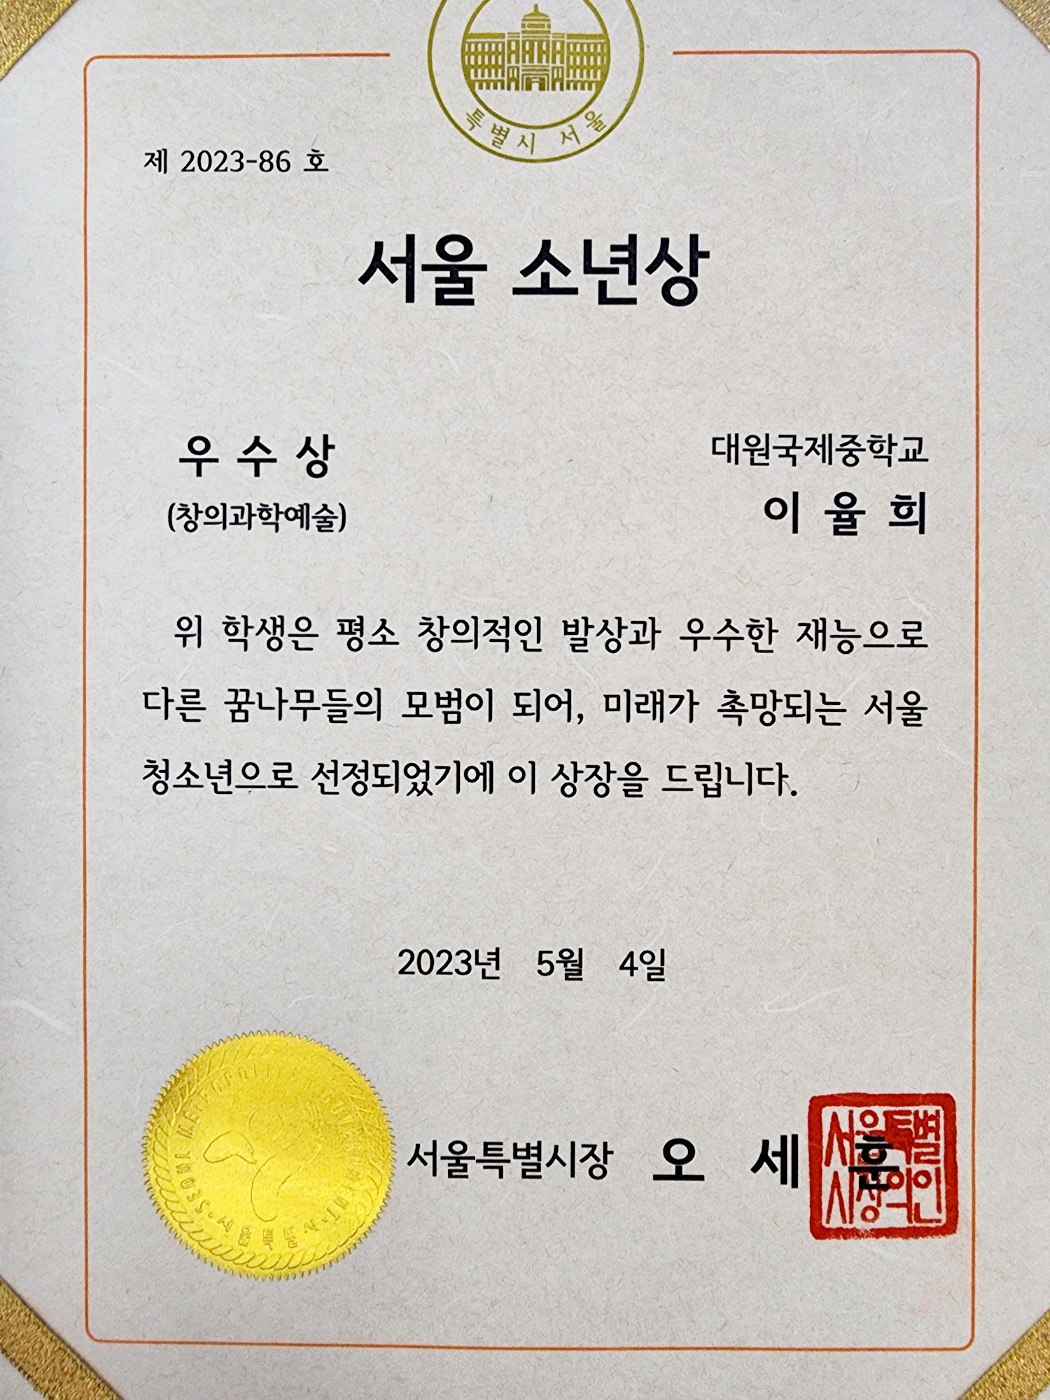 특별시 서울
제 2023-86 호
서울 소년상
우수상
(창의과학예술)
대원국제중학교
이율희
위 학생은 평소 창의적인 발상과 우수한 재능으로
다른 꿈나무들의 모범이 되어, 미래가 촉망되는 서울
청소년으로 선정되었기에 이 상장을 드립니다.
2023년 5월 4일
서울특별시장 오세훈
서울특별
시장의인